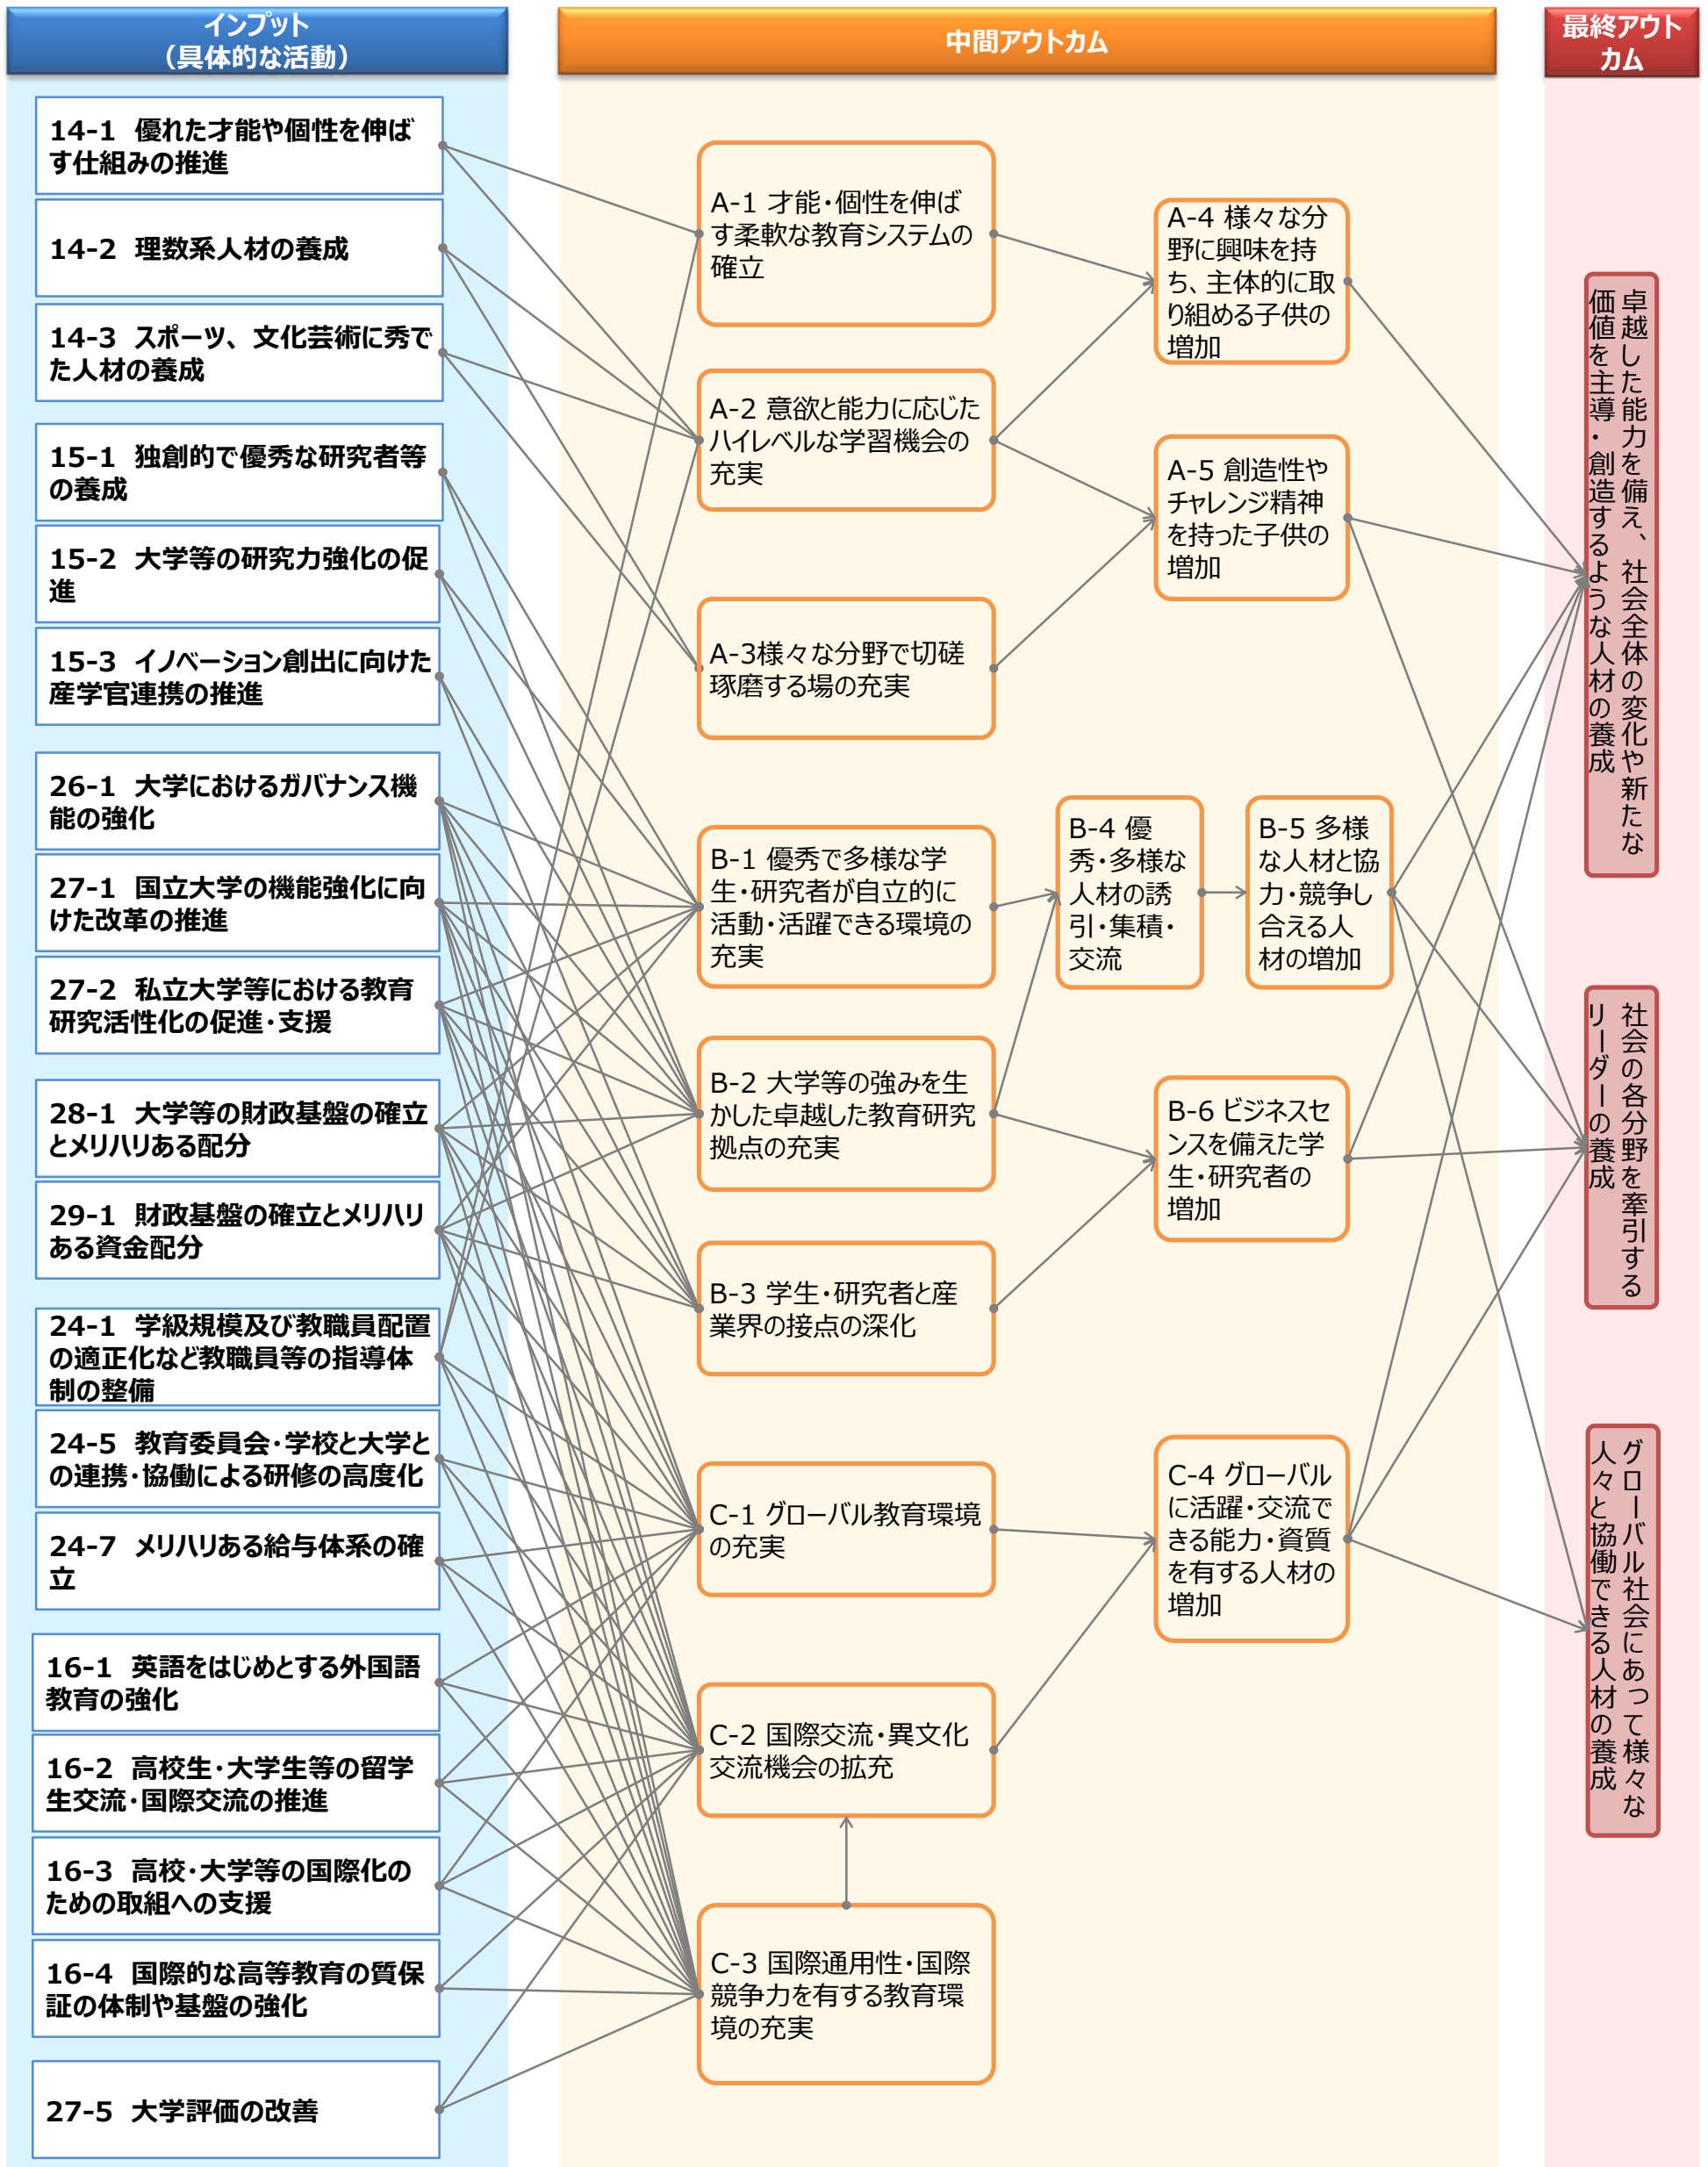 インプット
（具体的な活動）
中間アウトカム
最終アウト
カム
14-1 優れた才能や個性を伸ば
す仕組みの推進
14-2 理数系人材の養成
14-3 スポーツ、文化芸術に秀で
た人材の養成
15-1 独創的で優秀な研究者等
の養成
15-2 大学等の研究力強化の促
進
15-3 イノベーション創出に向けた
産学官連携の推進
26-1 大学におけるガバナンス機
能の強化
27-1 国立大学の機能強化に向
けた改革の推進
27-2 私立大学等における教育
研究活性化の促進・支援
28-1 大学等の財政基盤の確立
とメリハリある配分
29-1 財政基盤の確立とメリハリ
ある資金配分
24-1 学級規模及び教職員配置
の適正化など教職員等の指導体
制の整備
24-5 教育委員会・学校と大学と
の連携・協働による研修の高度化
24-7 メリハリある給与体系の確
立
16-1 英語をはじめとする外国語
教育の強化
16-2 高校生・大学生等の留学
生交流・国際交流の推進
16-3 高校・大学等の国際化の
ための取組への支援
16-4 国際的な高等教育の質保
証の体制や基盤の強化
27-5 大学評価の改善
A-1 才能・個性を伸ば
す柔軟な教育システムの
確立
A-2 意欲と能力に応じた
ハイレベルな学習機会の
充実
A-3様々な分野で切磋
琢磨する場の充実
B-1 優秀で多様な学
生・研究者が自立的に
活動・活躍できる環境の
充実
B-2 大学等の強みを生
かした卓越した教育研究
拠点の充実
B-3 学生・研究者と産
業界の接点の深化
C-1 グローバル教育環境
の充実
C-2 国際交流・異文化
交流機会の拡充
C-3 国際通用性・国際
競争力を有する教育環
境の充実
A-4 様々な分
野に興味を持
ち、主体的に取
り組める子供の
増加
A-5 創造性や
チャレンジ精神
を持った子供の
増加
B-4 優
秀・多様な
人材の誘
引・集積・
交流
B-5 多様
な人材と協
力・競争し
合える人
材の増加
B-6 ビジネスセ
ンスを備えた学
生・研究者の
増加
C-4 グローバル
に活躍・交流で
きる能力・資質
を有する人材の
増加
卓越した能力を備え、社会全体の変化や新たな
価値を主導・創造するような人材の養成
社会の各分野を牽引する
リーダーの養成
グローバル社会にあって様々な
人々と協働できる人材の養成